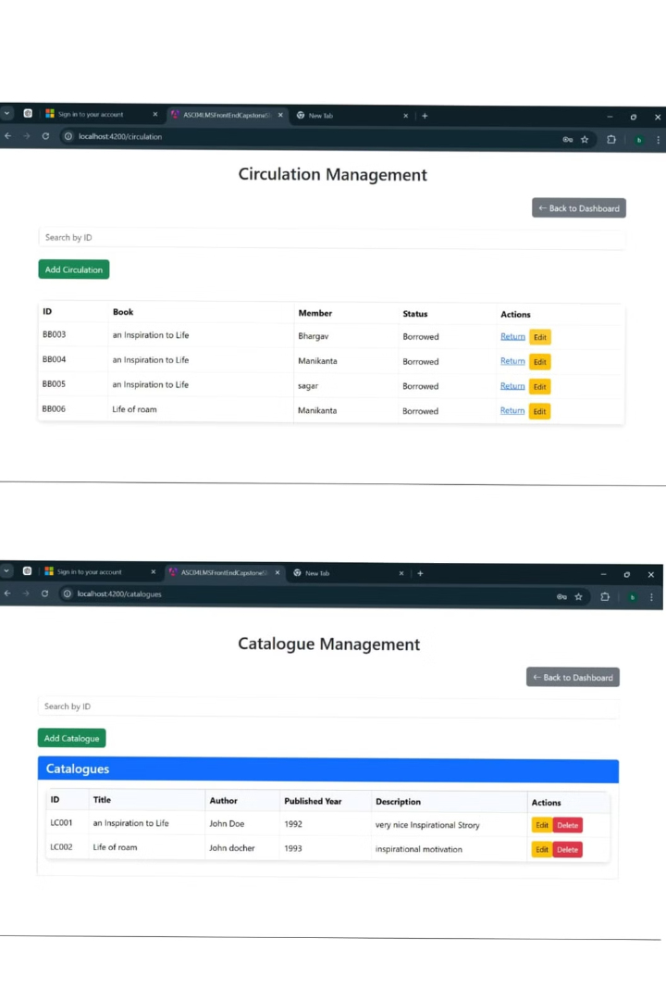 Sign in to your account
ASC04LMSFrontEndCapstone
New Tab
localhost:4200/circulation
b
Circulation Management
← Back to Dashboard
Search by ID
Add Circulation
ID Book Member Status Actions
BB003 an Inspiration to Life Bhargav Borrowed Return Edit
BB004 an Inspiration to Life Manikanta Borrowed Return Edit
BB005 an Inspiration to Life sagar Borrowed Return Edit
BB006 Life of roam Manikanta Borrowed Return Edit
Sign in to your account
ASC04LMSFrontEndCapstone
New Tab
localhost:4200/catalogues
b
Catalogue Management
← Back to Dashboard
Search by ID
Add Catalogue
Catalogues
ID Title Author Published Year Description Actions
LC001 an Inspiration to Life John Doe 1992 very nice Inspirational Strory Edit Delete
LC002 Life of roam John docher 1993 inspirational motivation Edit Delete